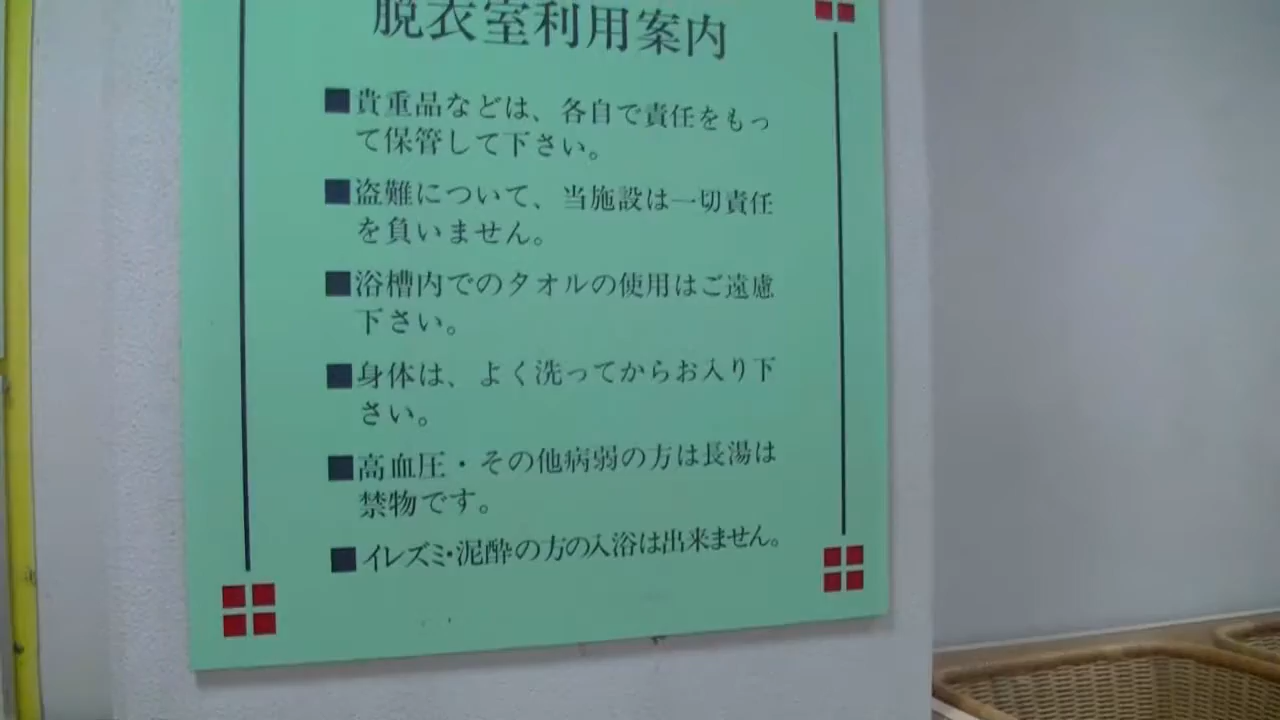 脱衣室利用案内
■貴重品などは、各自で責任をもっ
て保管して下さい。
■盗難について、当施設は一切責任
を負いません。
■浴槽内でのタオルの使用はご遠慮
下さい。
■身体は、よく洗ってからお入り下
さい。
■高血圧・その他病弱の方は長湯は
禁物です。
■イレズミ・泥酔の方の入浴は出来ません。